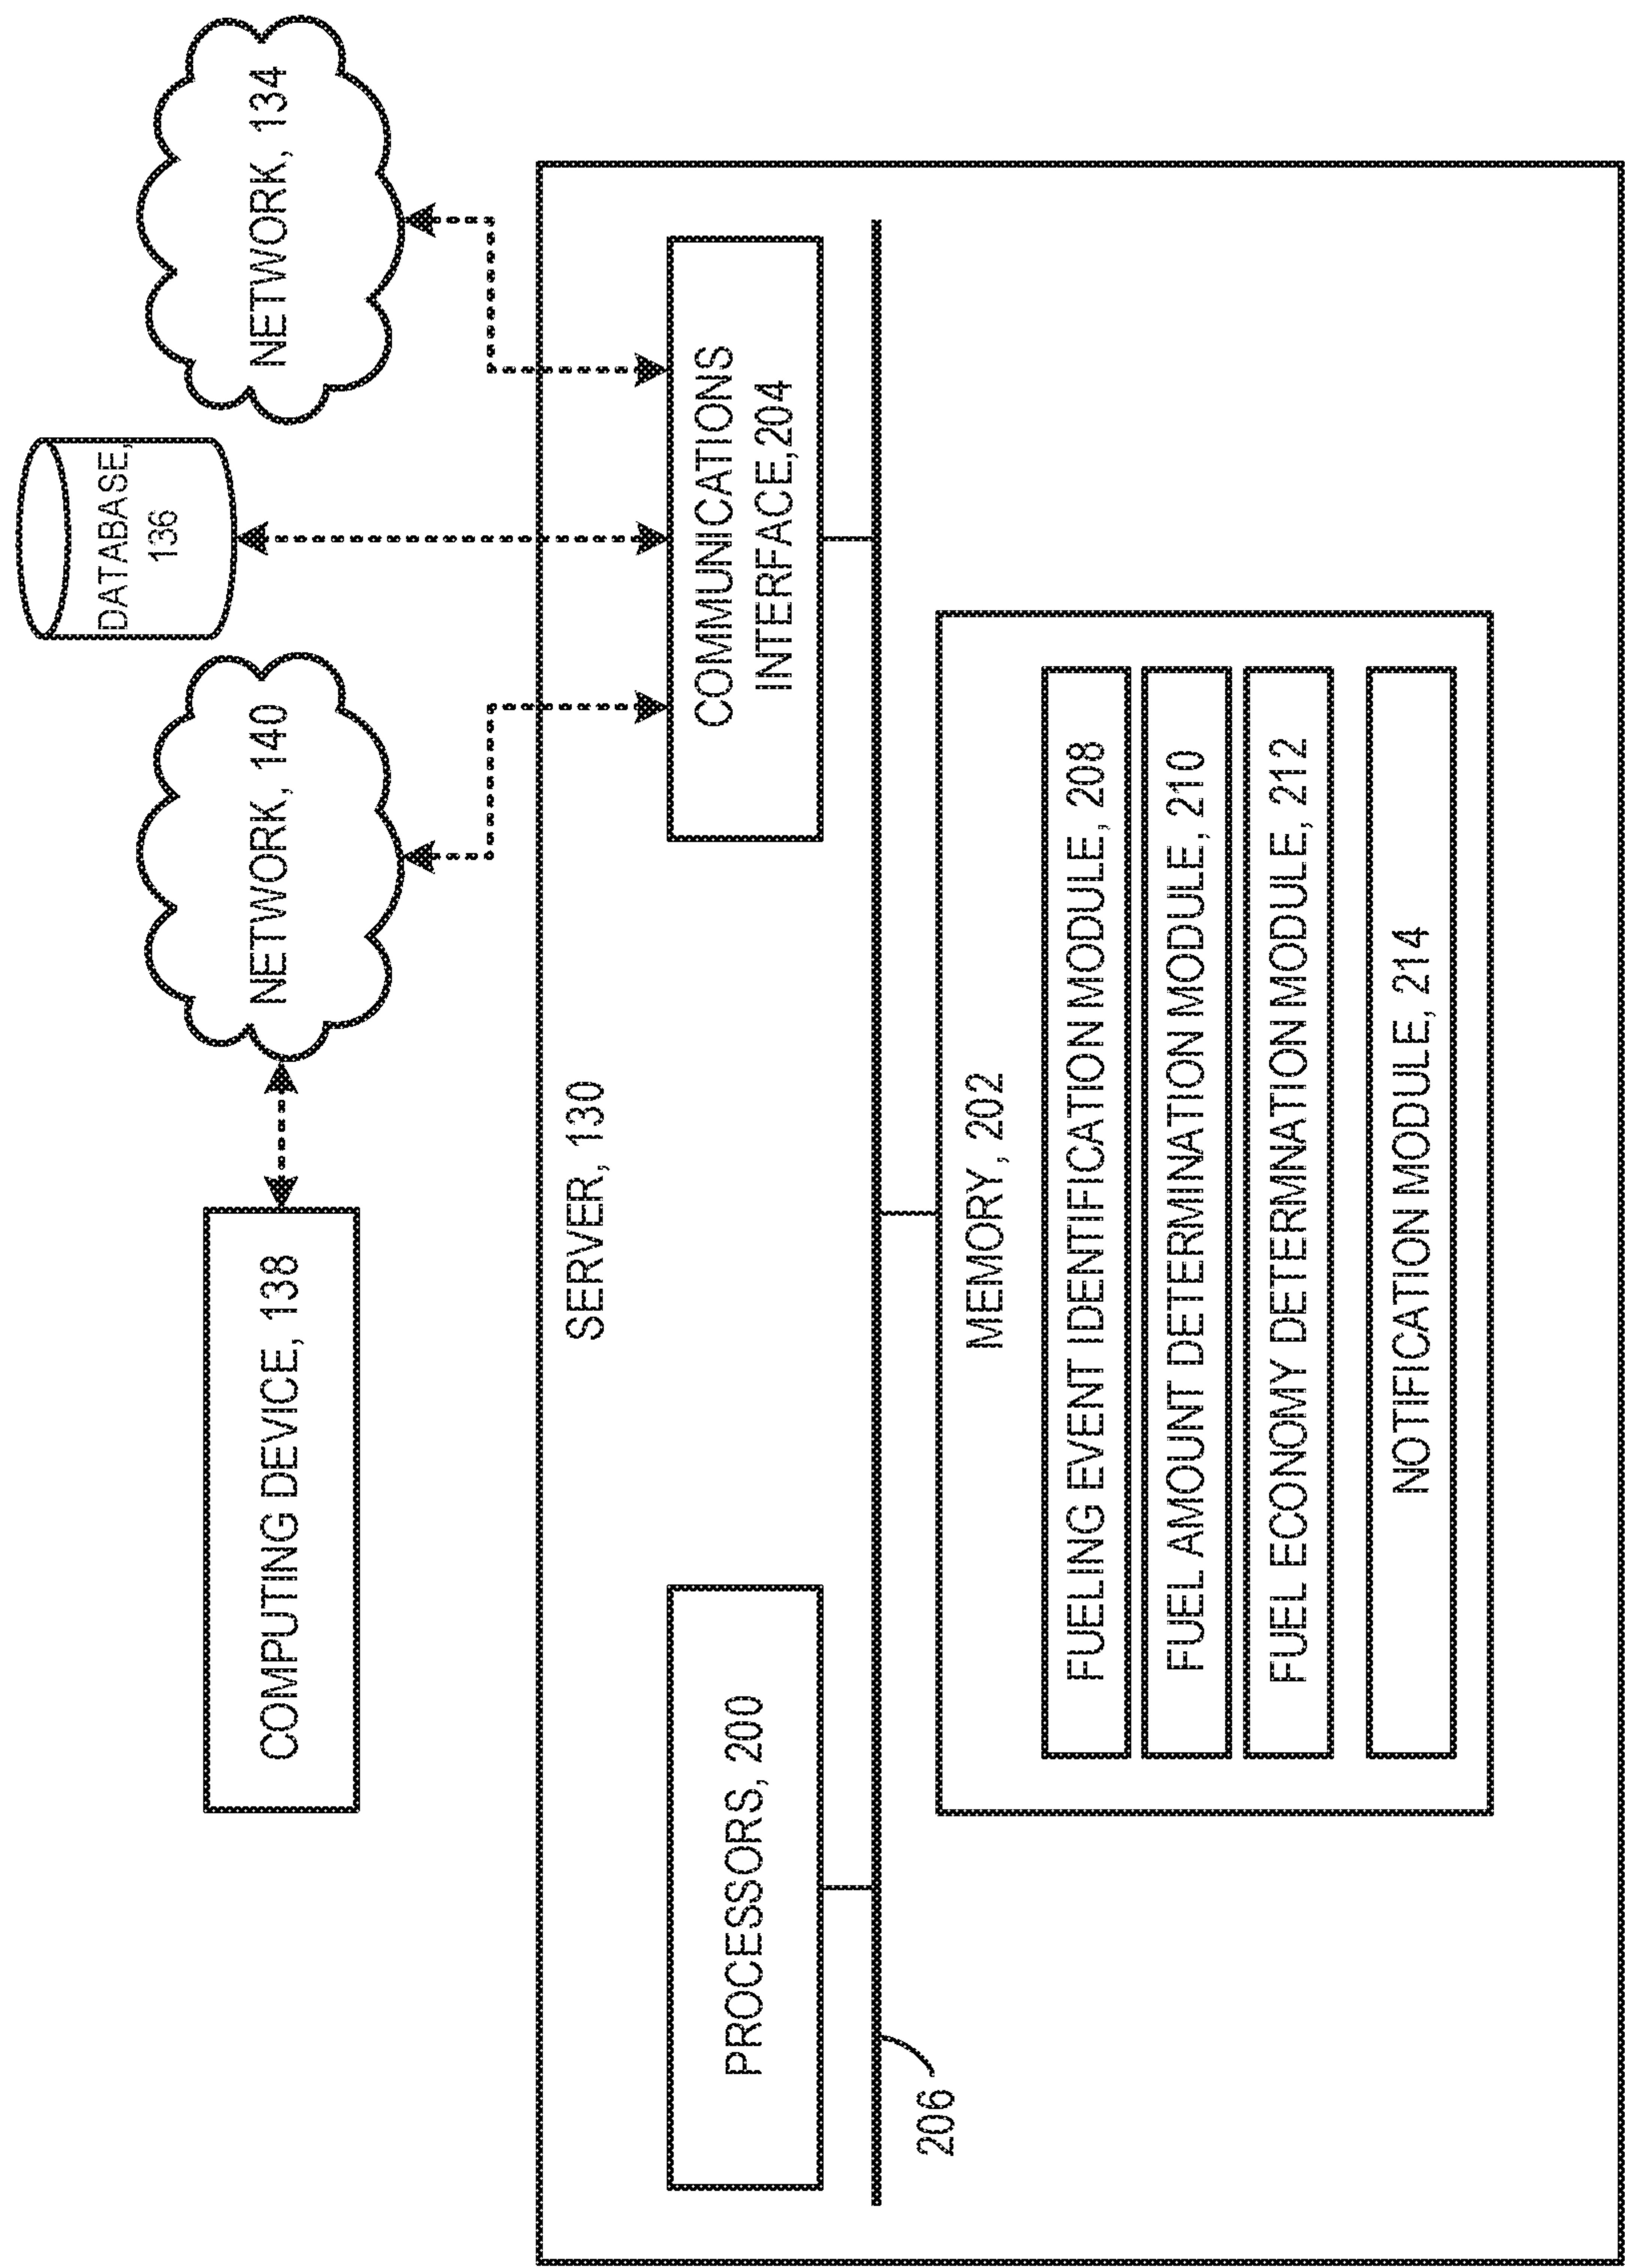 COMPUTING DEVICE, 138
NETWORK, 140
DATABASE,
136
NETWORK, 134
SERVER, 130
PROCESSORS, 200
COMMUNICATIONS
INTERFACE,204
206
MEMORY, 202
FUELING EVENT IDENTIFICATION MODULE, 208
FUEL AMOUNT DETERMINATION MODULE, 210
FUEL ECONOMY DETERMINATION MODULE, 212
NOTIFICATION MODULE, 214